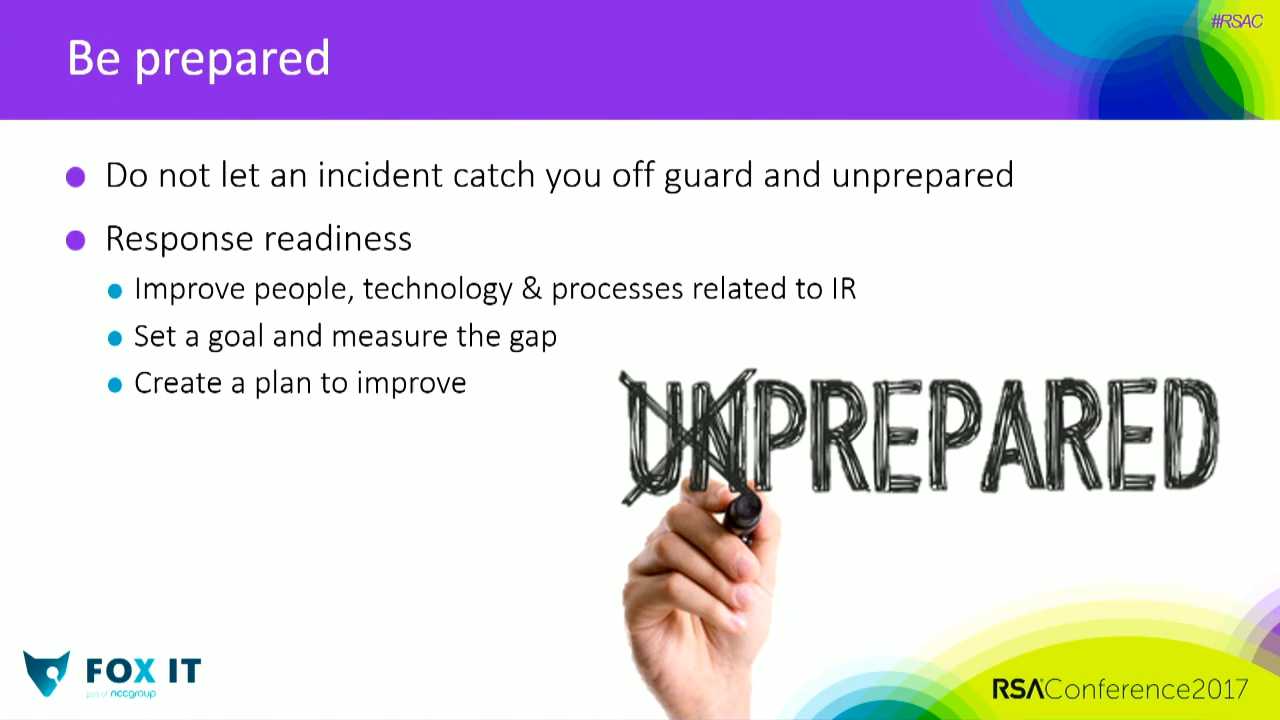 #RSAC
Be prepared
Do not let an incident catch you off guard and unprepared
Response readiness
Improve people, technology & processes related to IR
Set a goal and measure the gap
Create a plan to improve
UNPREPARED
FOX IT
part of nccgroup
RSAConference2017